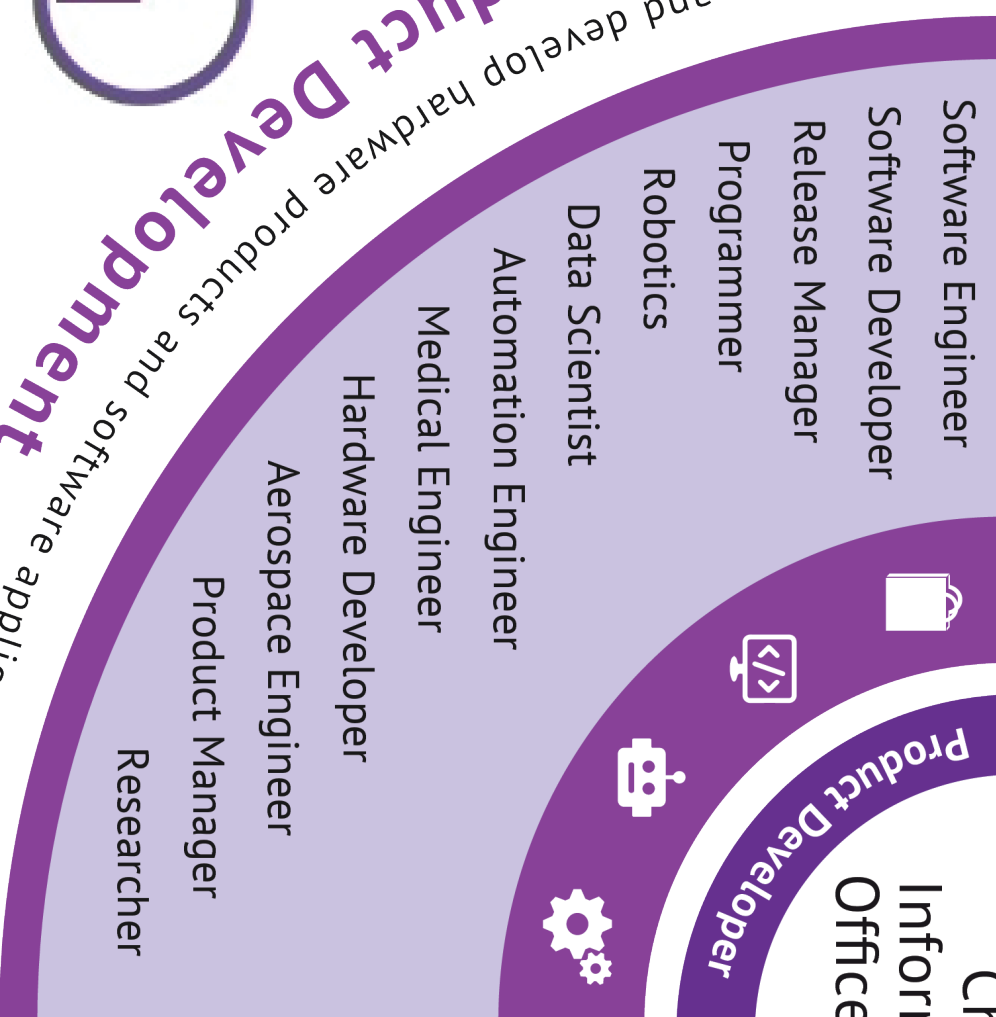 Software Engineer
Software Developer
Release Manager
Programmer
Robotics
Data Scientist
Automation Engineer
Medical Engineer
Hardware Developer
Aerospace Engineer
Product Manager
Researcher
Development
and develop hardware products and software
Product Developer
Office